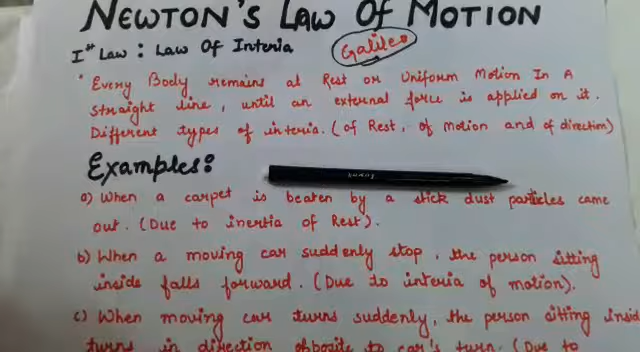 NEWTON'S LAW OF MOTION
Ist Law : Law Of Interia
Galileo
Every Body remains at Rest or Uniform Motion In A
straight line, until an external force is applied on it.
Different types of interia. (of Rest, of motion and of direction)
Examples:
a) When a carpet is beaten by a stick dust particles came
out. (Due to inertia of Rest).
b) When a moving car suddenly stop, the person sitting
inside falls forward. (Due to interia of motion).
c) When moving car turns suddenly, the person sitting inside
turns in direction opposite to car's turn. (Due to